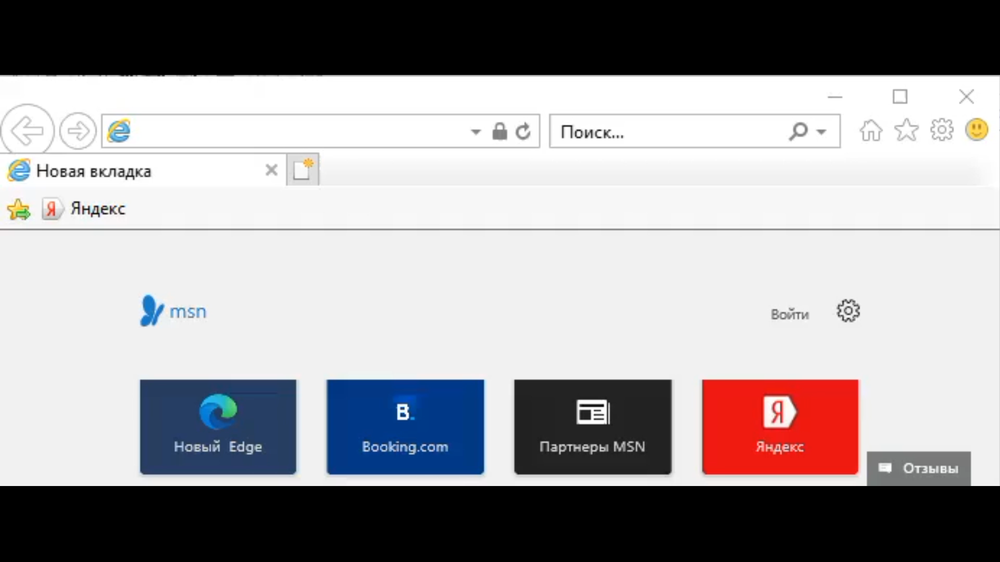 Поиск...
Новая вкладка
Яндекс
msn
Войти
Новый Edge
B.
Booking.com
Партнеры MSN
Я
Яндекс
Отзывы